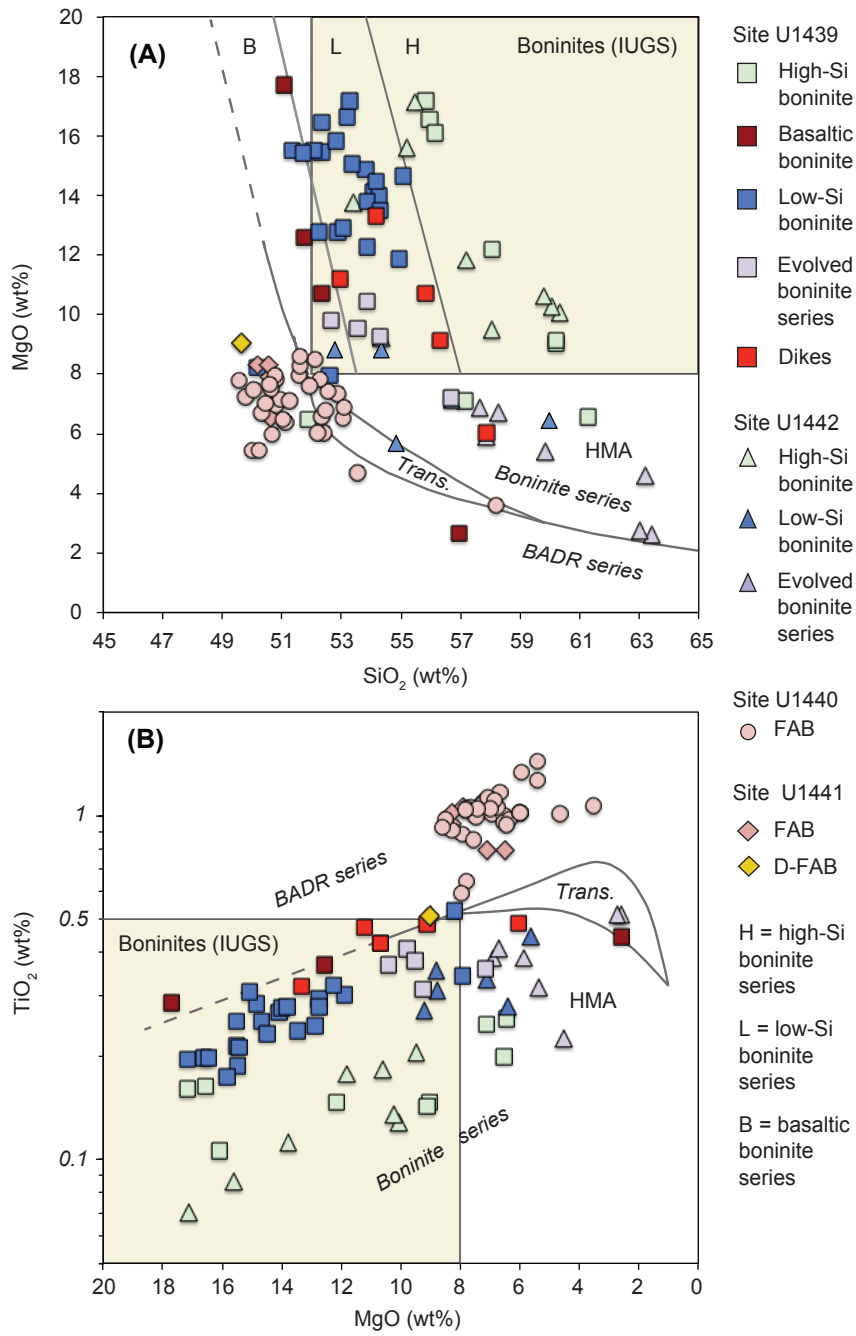 (A)
B
L
H
Boninites (IUGS)
20
18
16
14
12
10
8
6
4
2
0
MgO (wt%)
HMA
Trans.
Boninite series
BADR series
45
47
49
51
53
55
57
59
61
63
65
SiO₂ (wt%)
Site U1439
High-Si
boninite
Basaltic
boninite
Low-Si
boninite
Evolved
boninite
series
Dikes
Site U1442
High-Si
boninite
Low-Si
boninite
Evolved
boninite
series
Site U1440
FAB
Site U1441
FAB
D-FAB
H = high-Si
boninite
series
L = low-Si
boninite
series
B = basaltic
boninite
series
(B)
2
1
0.5
0.1
TiO₂ (wt%)
BADR series
Trans.
Boninites (IUGS)
HMA
Boninite series
20
18
16
14
12
10
8
6
4
2
0
MgO (wt%)